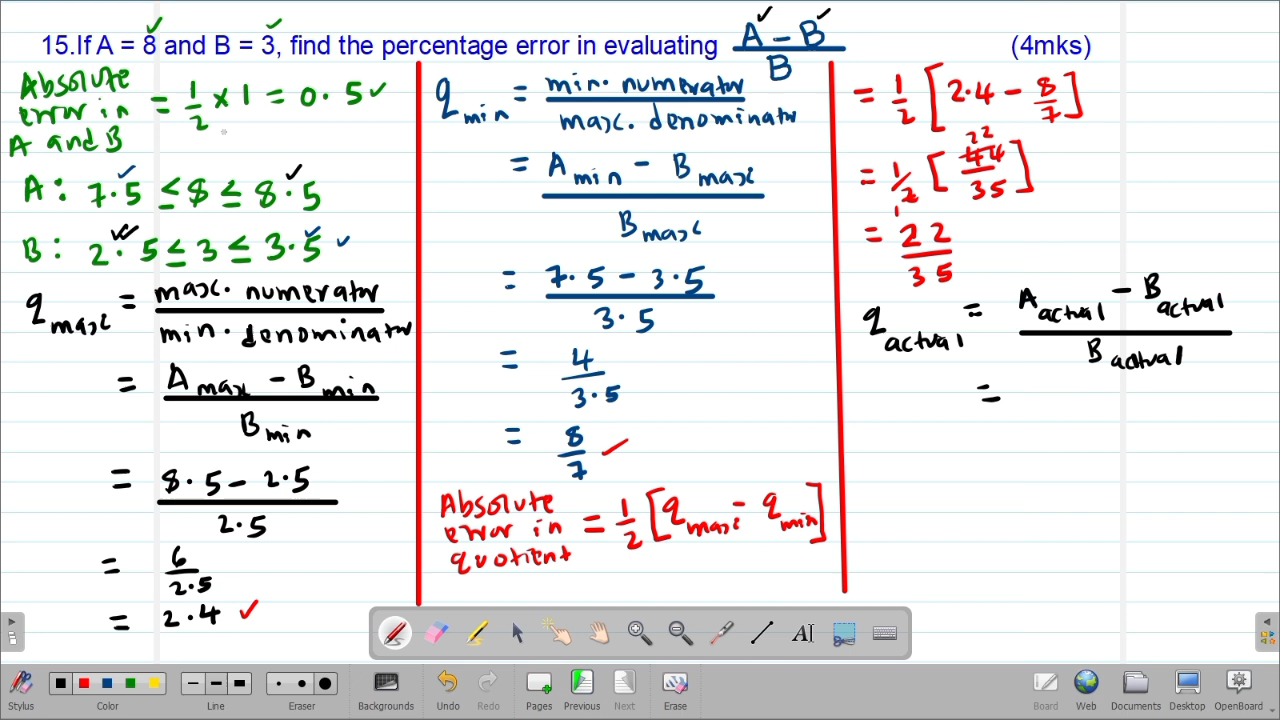 15.If A = 8 and B = 3, find the percentage error in evaluating A - B / B (4mks)
Absolute error in A and B = 1/2 x 1 = 0.5 ✓
A: 7.5 ≤ 8 ≤ 8.5
B: 2.5 ≤ 3 ≤ 3.5 ✓
q max = max. numerator / min. denominator
= A max - B min / B min
= 8.5 - 2.5 / 2.5
= 6 / 2.5
= 2.4 ✓
q min = min. numerator / max. denominator
= A min - B max / B max
= 7.5 - 3.5 / 3.5
= 4 / 3.5
= 8 / 7 ✓
Absolute error in quotient = 1/2 [q max - q min]
= 1/2 [2.4 - 8/7]
= 1/2 [44/35] 22 1
= 22 / 35
q actual = A actual - B actual / B actual
=
Stylus
Color
Line
Eraser
Backgrounds
Undo
Redo
Pages
Previous
Next
Erase
Board
Web
Documents
Desktop
OpenBoard